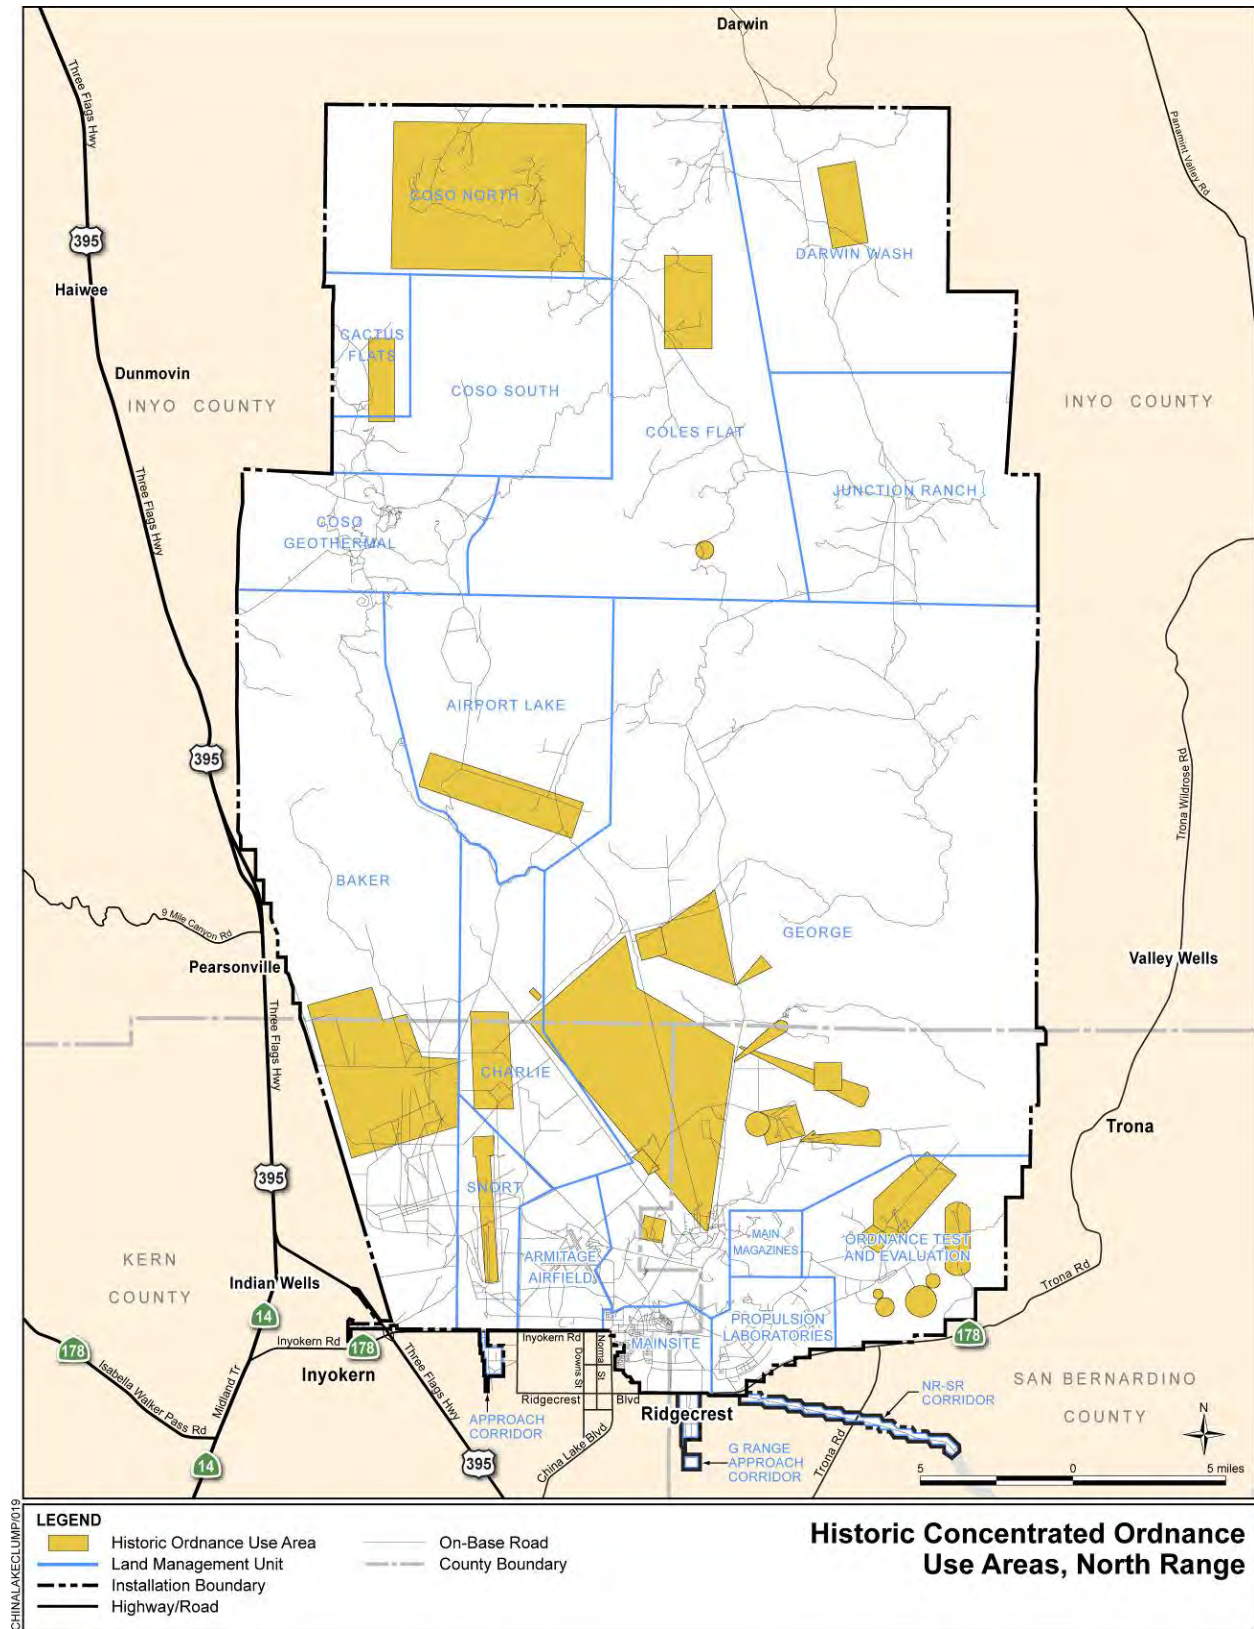 Darwin
Three Flags Hwy
Panamint Valley Rd
COSO NORTH
395
DARWIN WASH
Haiwee
CACTUS
FLATS
Dunmovin
COSO SOUTH
INYO COUNTY
INYO COUNTY
COLES FLAT
Three Flags Hwy
JUNCTION RANCH
COSO
GEOTHERMAL
AIRPORT LAKE
395
Trona Wildrose Rd
BAKER
9 Mile Canyon Rd
GEORGE
Pearsonville
Valley Wells
Three Flags Hwy
CHARLIE
Trona
395
SNORT
MAIN
MAGAZINES
ORDNANCE TEST
AND EVALUATION
ARMITAGE
AIRFIELD
KERN
COUNTY
Indian Wells
Trona Rd
14
PROPULSION
LABORATORIES
178
Inyokern Rd
178
Inyokern Rd
MAINSITE
178
Inyokern
Isabella Walker Pass Rd
Midland Tr
Three Flags Hwy
Downs St
Norma St
Ridgecrest Blvd
Ridgecrest
NR-SR
CORRIDOR
SAN BERNARDINO
COUNTY
APPROACH
CORRIDOR
China Lake Blvd
G RANGE
APPROACH
CORRIDOR
Trona Rd
N
14
395
5 0 5 miles
CHINALAKECLUMP/019
LEGEND
Historic Ordnance Use Area
Land Management Unit
Installation Boundary
Highway/Road
On-Base Road
County Boundary
Historic Concentrated Ordnance
Use Areas, North Range